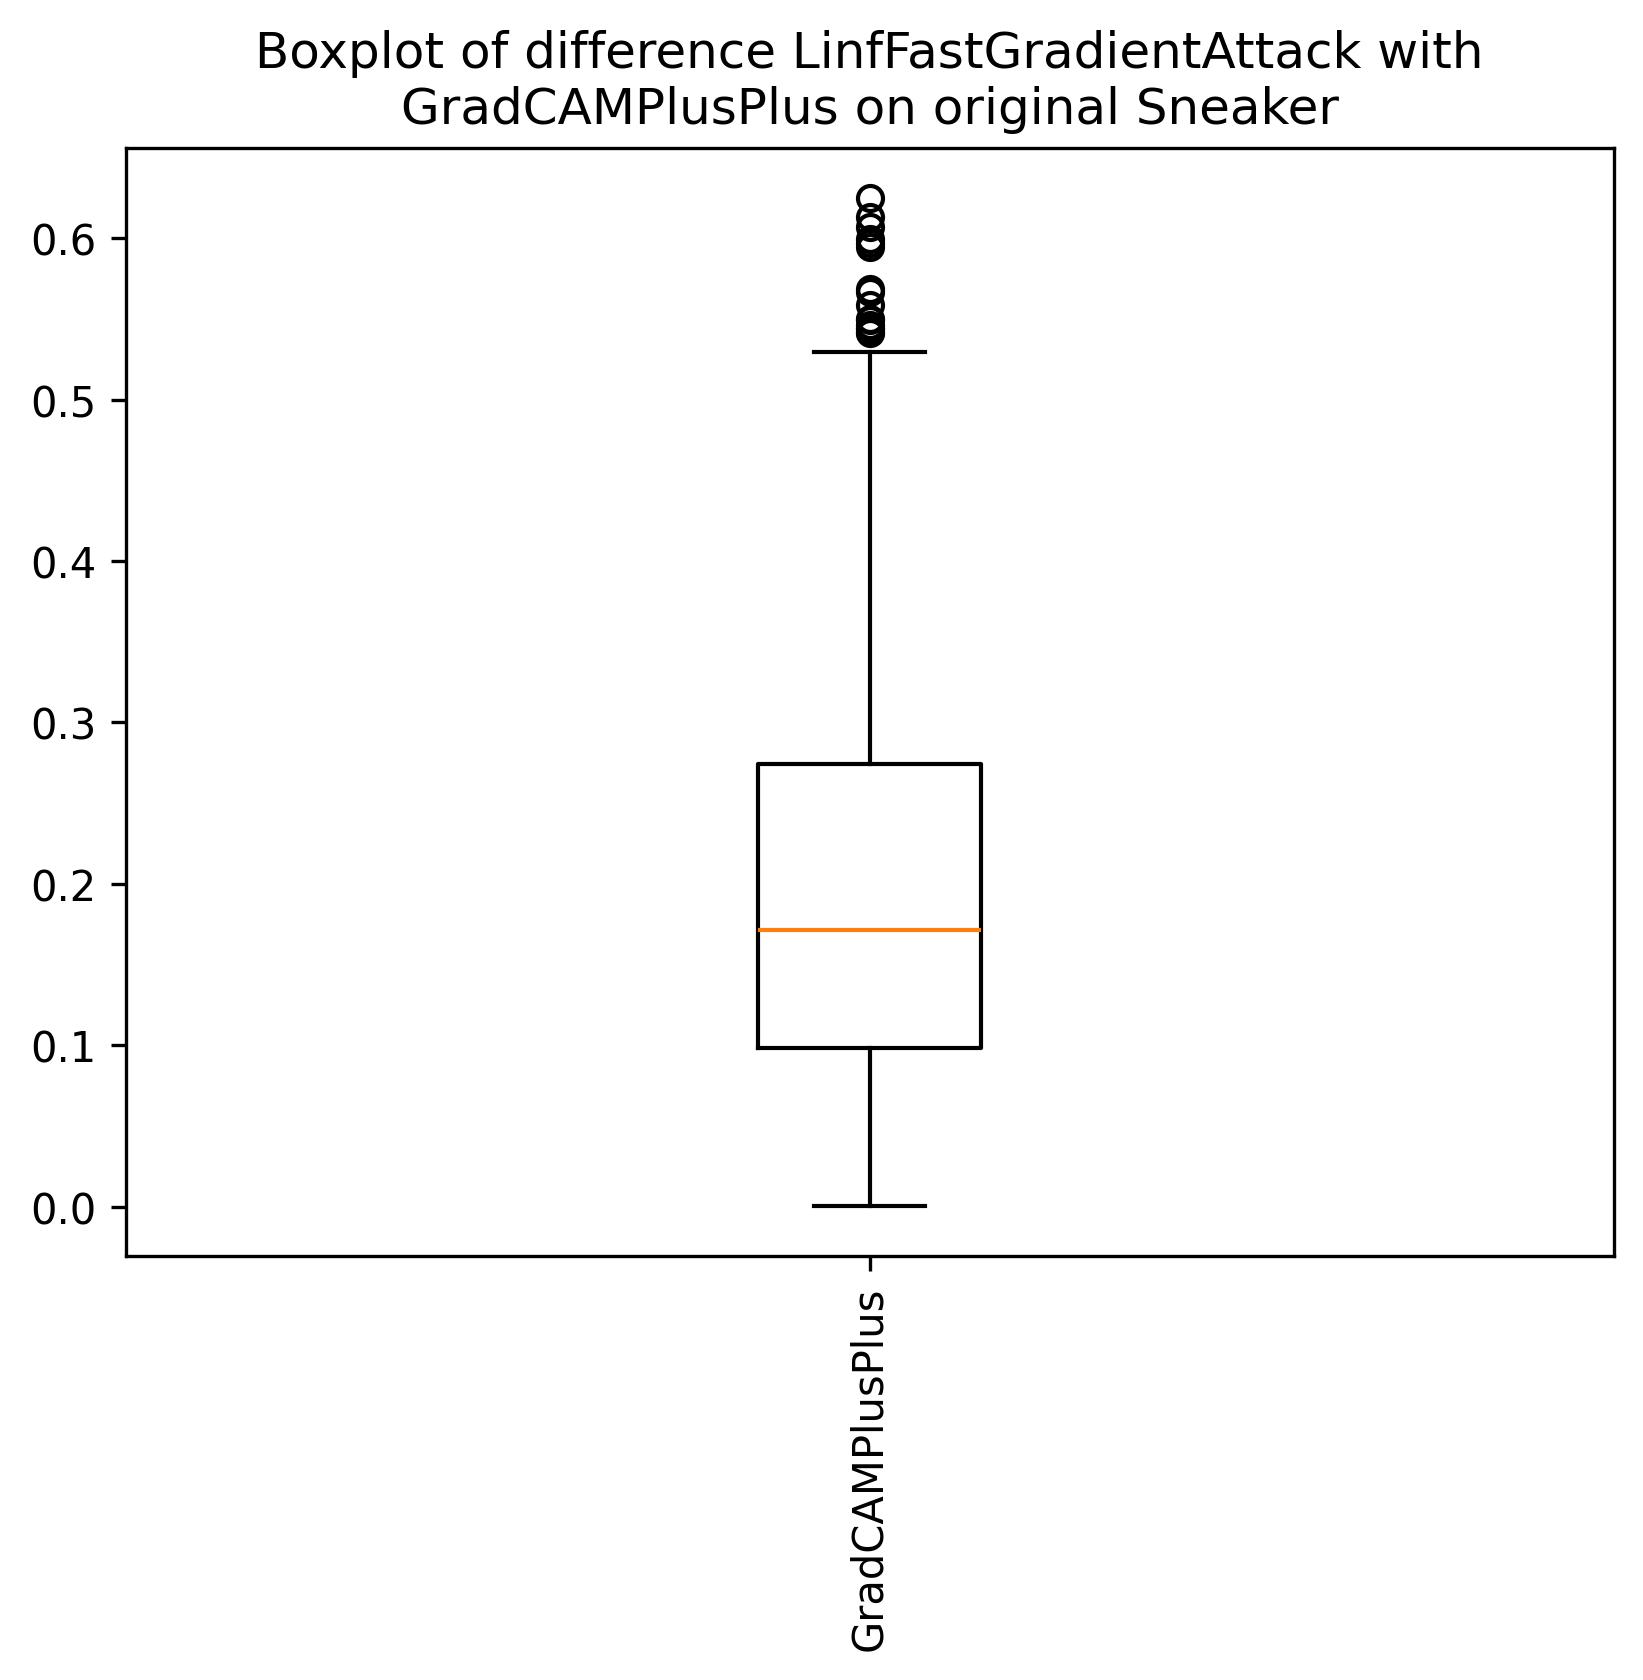 Boxplot of difference LinfFastGradientAttack with
GradCAMPlusPlus on original Sneaker
0.6
0.5
0.4
0.3
0.2
0.1
0.0
GradCAMPlusPlus